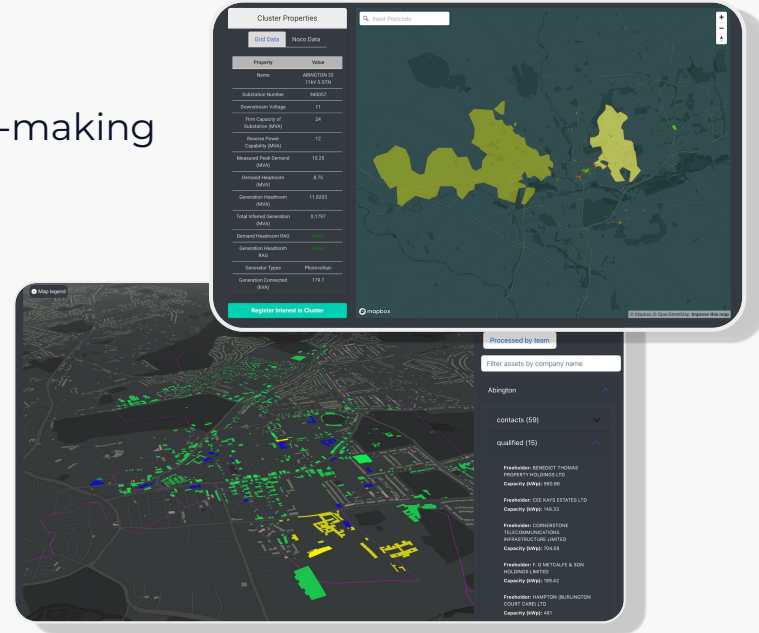 -making
Cluster Properties
Grid Data
Noco Data
Property Value
Name ABINGTON 33
11kV S STN
Substation Number 940057
Downstream Voltage 11
Firm Capacity of 24
Substation (MVA)
Reverse Power 12
Capability (MVA)
Measured Peak Demand 15.25
(MVA)
Demand Headroom 8.75
(MVA)
Generation Headroom 11.8203
(MVA)
Total Inferred Generation 0.1797
(MVA)
Demand Headroom RAG
Generation Headroom
RAG
Generator Types Photovoltaic
Generation Connected 179.7
(kVA)
Register Interest in Cluster
Input Postcode
mapbox
© Mapbox © OpenStreetMap Improve this map
Map legend
Processed by team
Filter assets by company name
Abington
contacts (59)
qualified (15)
Freeholder: BENEDICT THOMAS
PROPERTY HOLDINGS LTD
Capacity (kWp): 960.96
Freeholder: CEE KAYS ESTATES LTD
Capacity (kWp): 148.33
Freeholder: CORNERSTONE
TELECOMMUNICATIONS
INFRASTRUCTURE LIMITED
Capacity (kWp): 704.08
Freeholder: F. G METCALFE & SON
HOLDINGS LIMITED
Capacity (kWp): 199.42
Freeholder: HAMPTON (BURLINGTON
COURT CARE) LTD
Capacity (kWp): 481